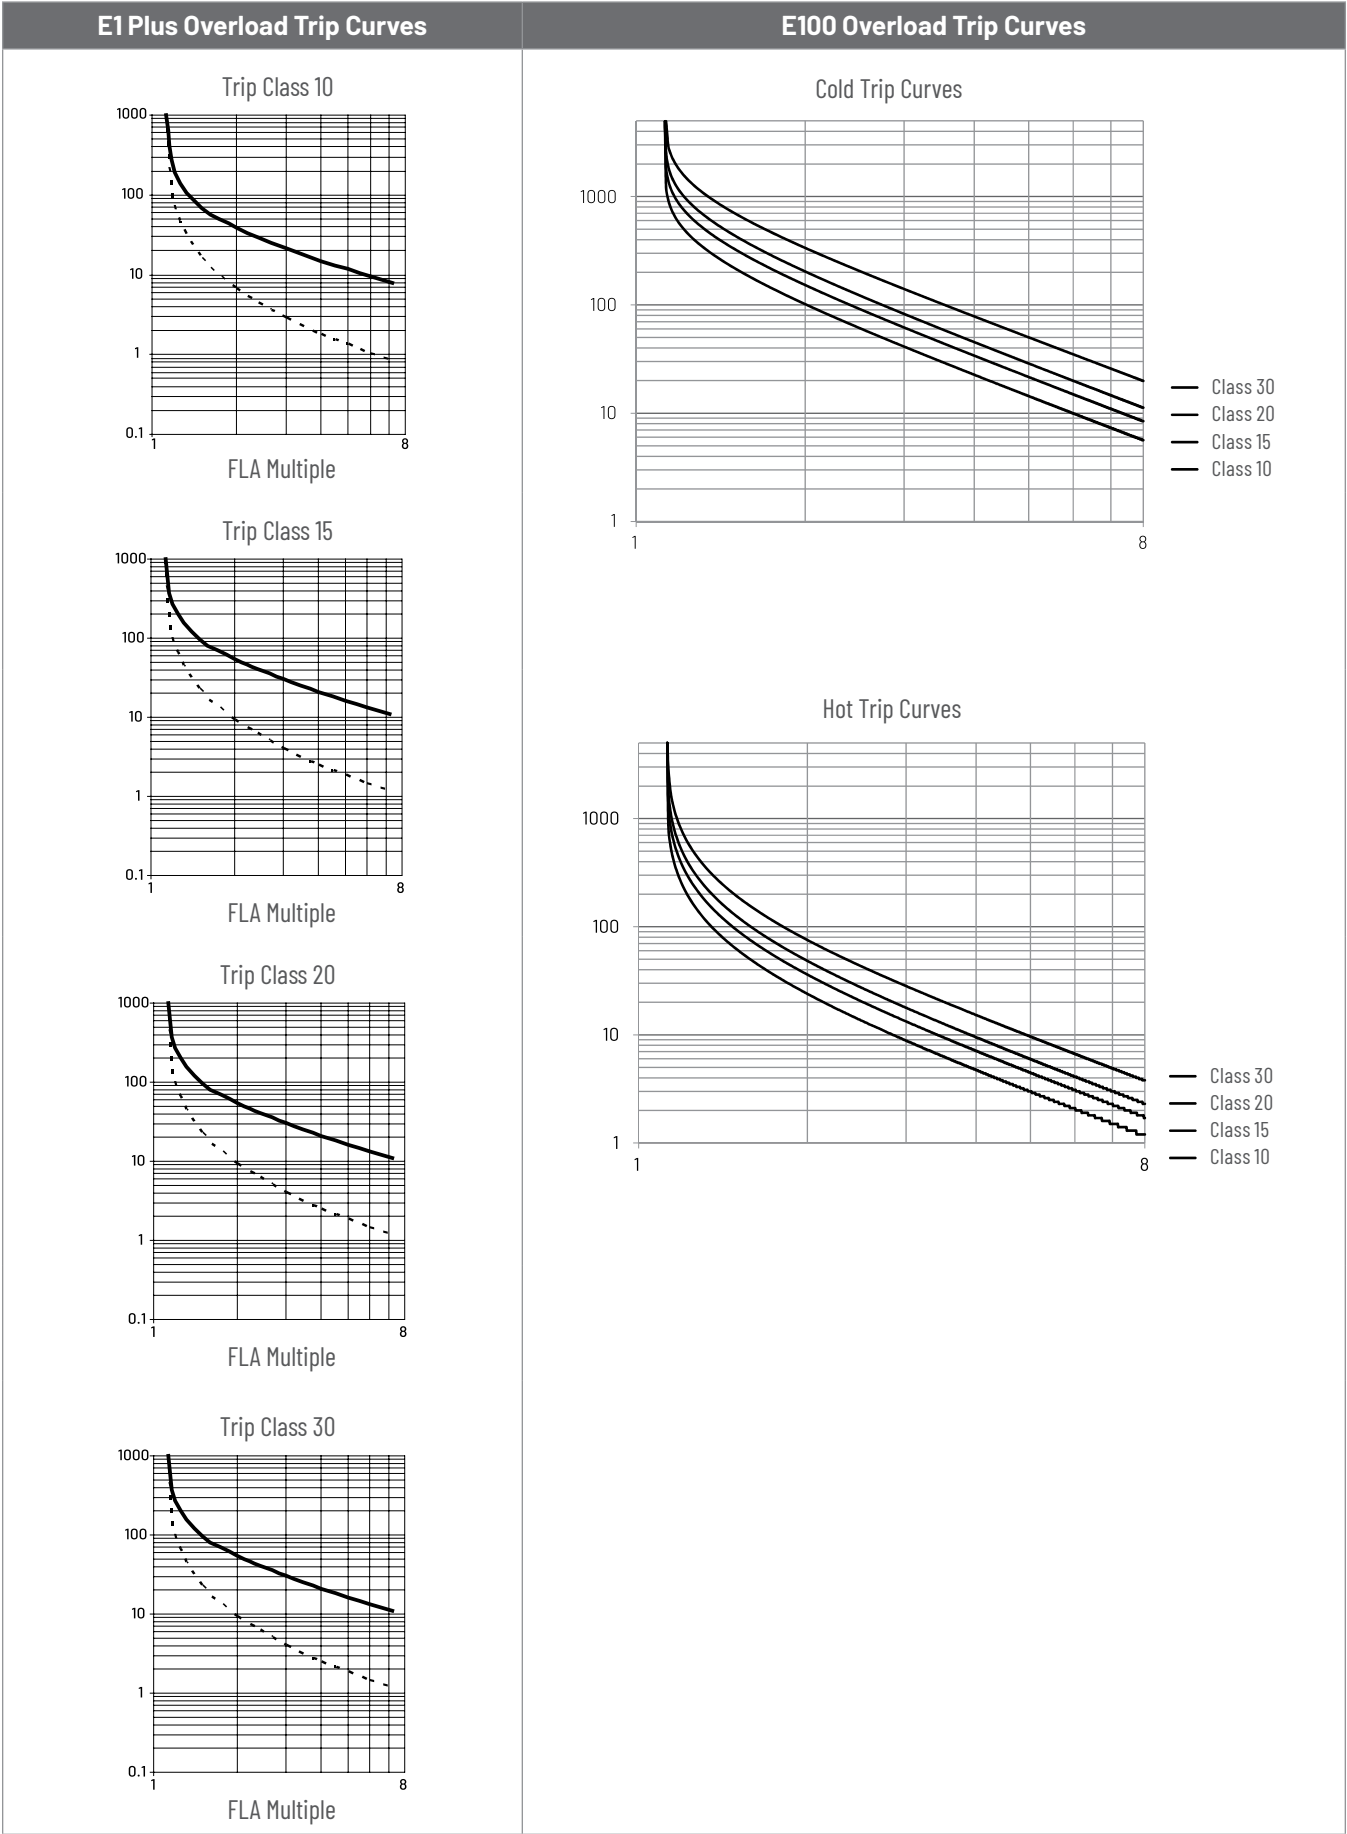 E1 Plus Overload Trip Curves
E100 Overload Trip Curves
Trip Class 10
1000
100
10
1
0.1
1
8
FLA Multiple
Trip Class 15
1000
100
10
1
0.1
1
8
FLA Multiple
Trip Class 20
1000
100
10
1
0.1
1
8
FLA Multiple
Trip Class 30
1000
100
10
1
0.1
1
8
FLA Multiple
Cold Trip Curves
1000
100
10
1
1
8
Class 30
Class 20
Class 15
Class 10
Hot Trip Curves
1000
100
10
1
1
8
Class 30
Class 20
Class 15
Class 10